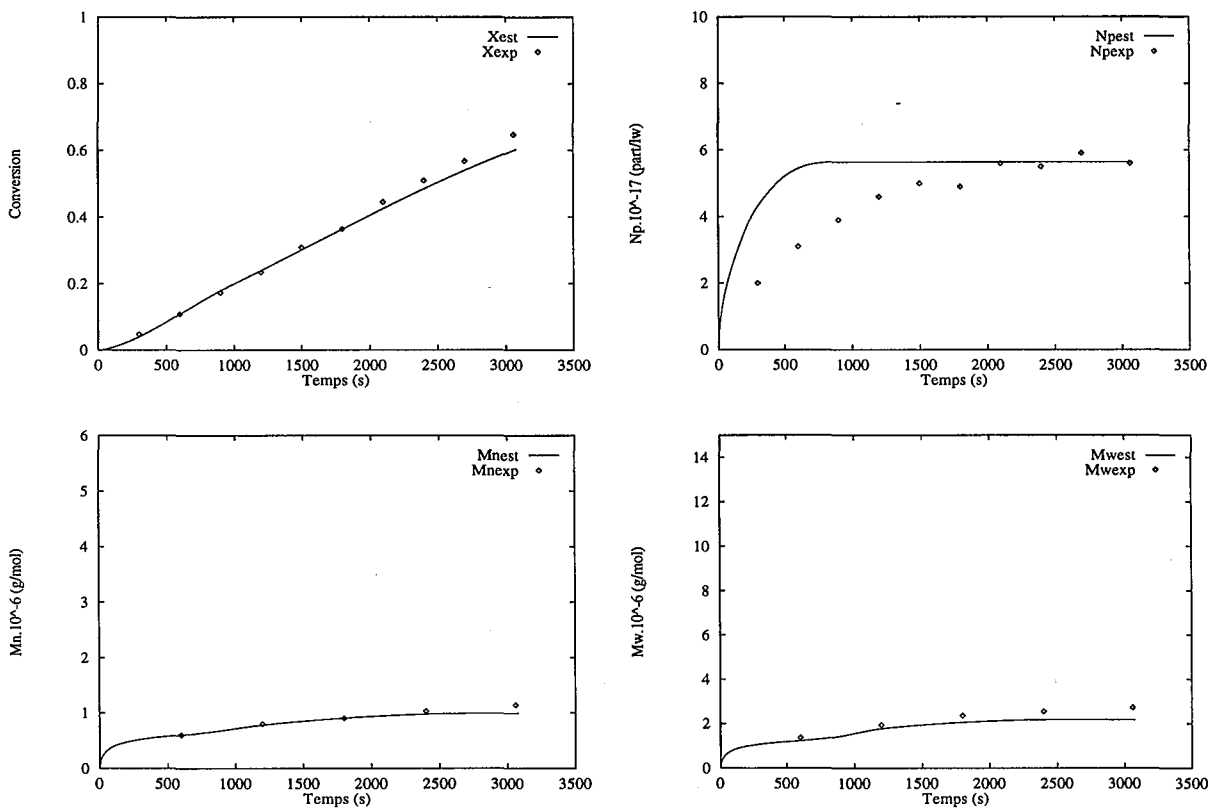 1
0.8
0.6
0.4
0.2
0
Conversion
Xest
Xexp
0 500 1000 1500 2000 2500 3000 3500
Temps (s)
10
8
6
4
2
0
Np.10^-17 (part/lw)
Npest
Npexp
0 500 1000 1500 2000 2500 3000 3500
Temps (s)
6
5
4
3
2
1
0
Mn.10^-6 (g/mol)
Mnest
Mnexp
0 500 1000 1500 2000 2500 3000 3500
Temps (s)
14
12
10
8
6
4
2
0
Mw.10^-6 (g/mol)
Mwest
Mwexp
0 500 1000 1500 2000 2500 3000 3500
Temps (s)